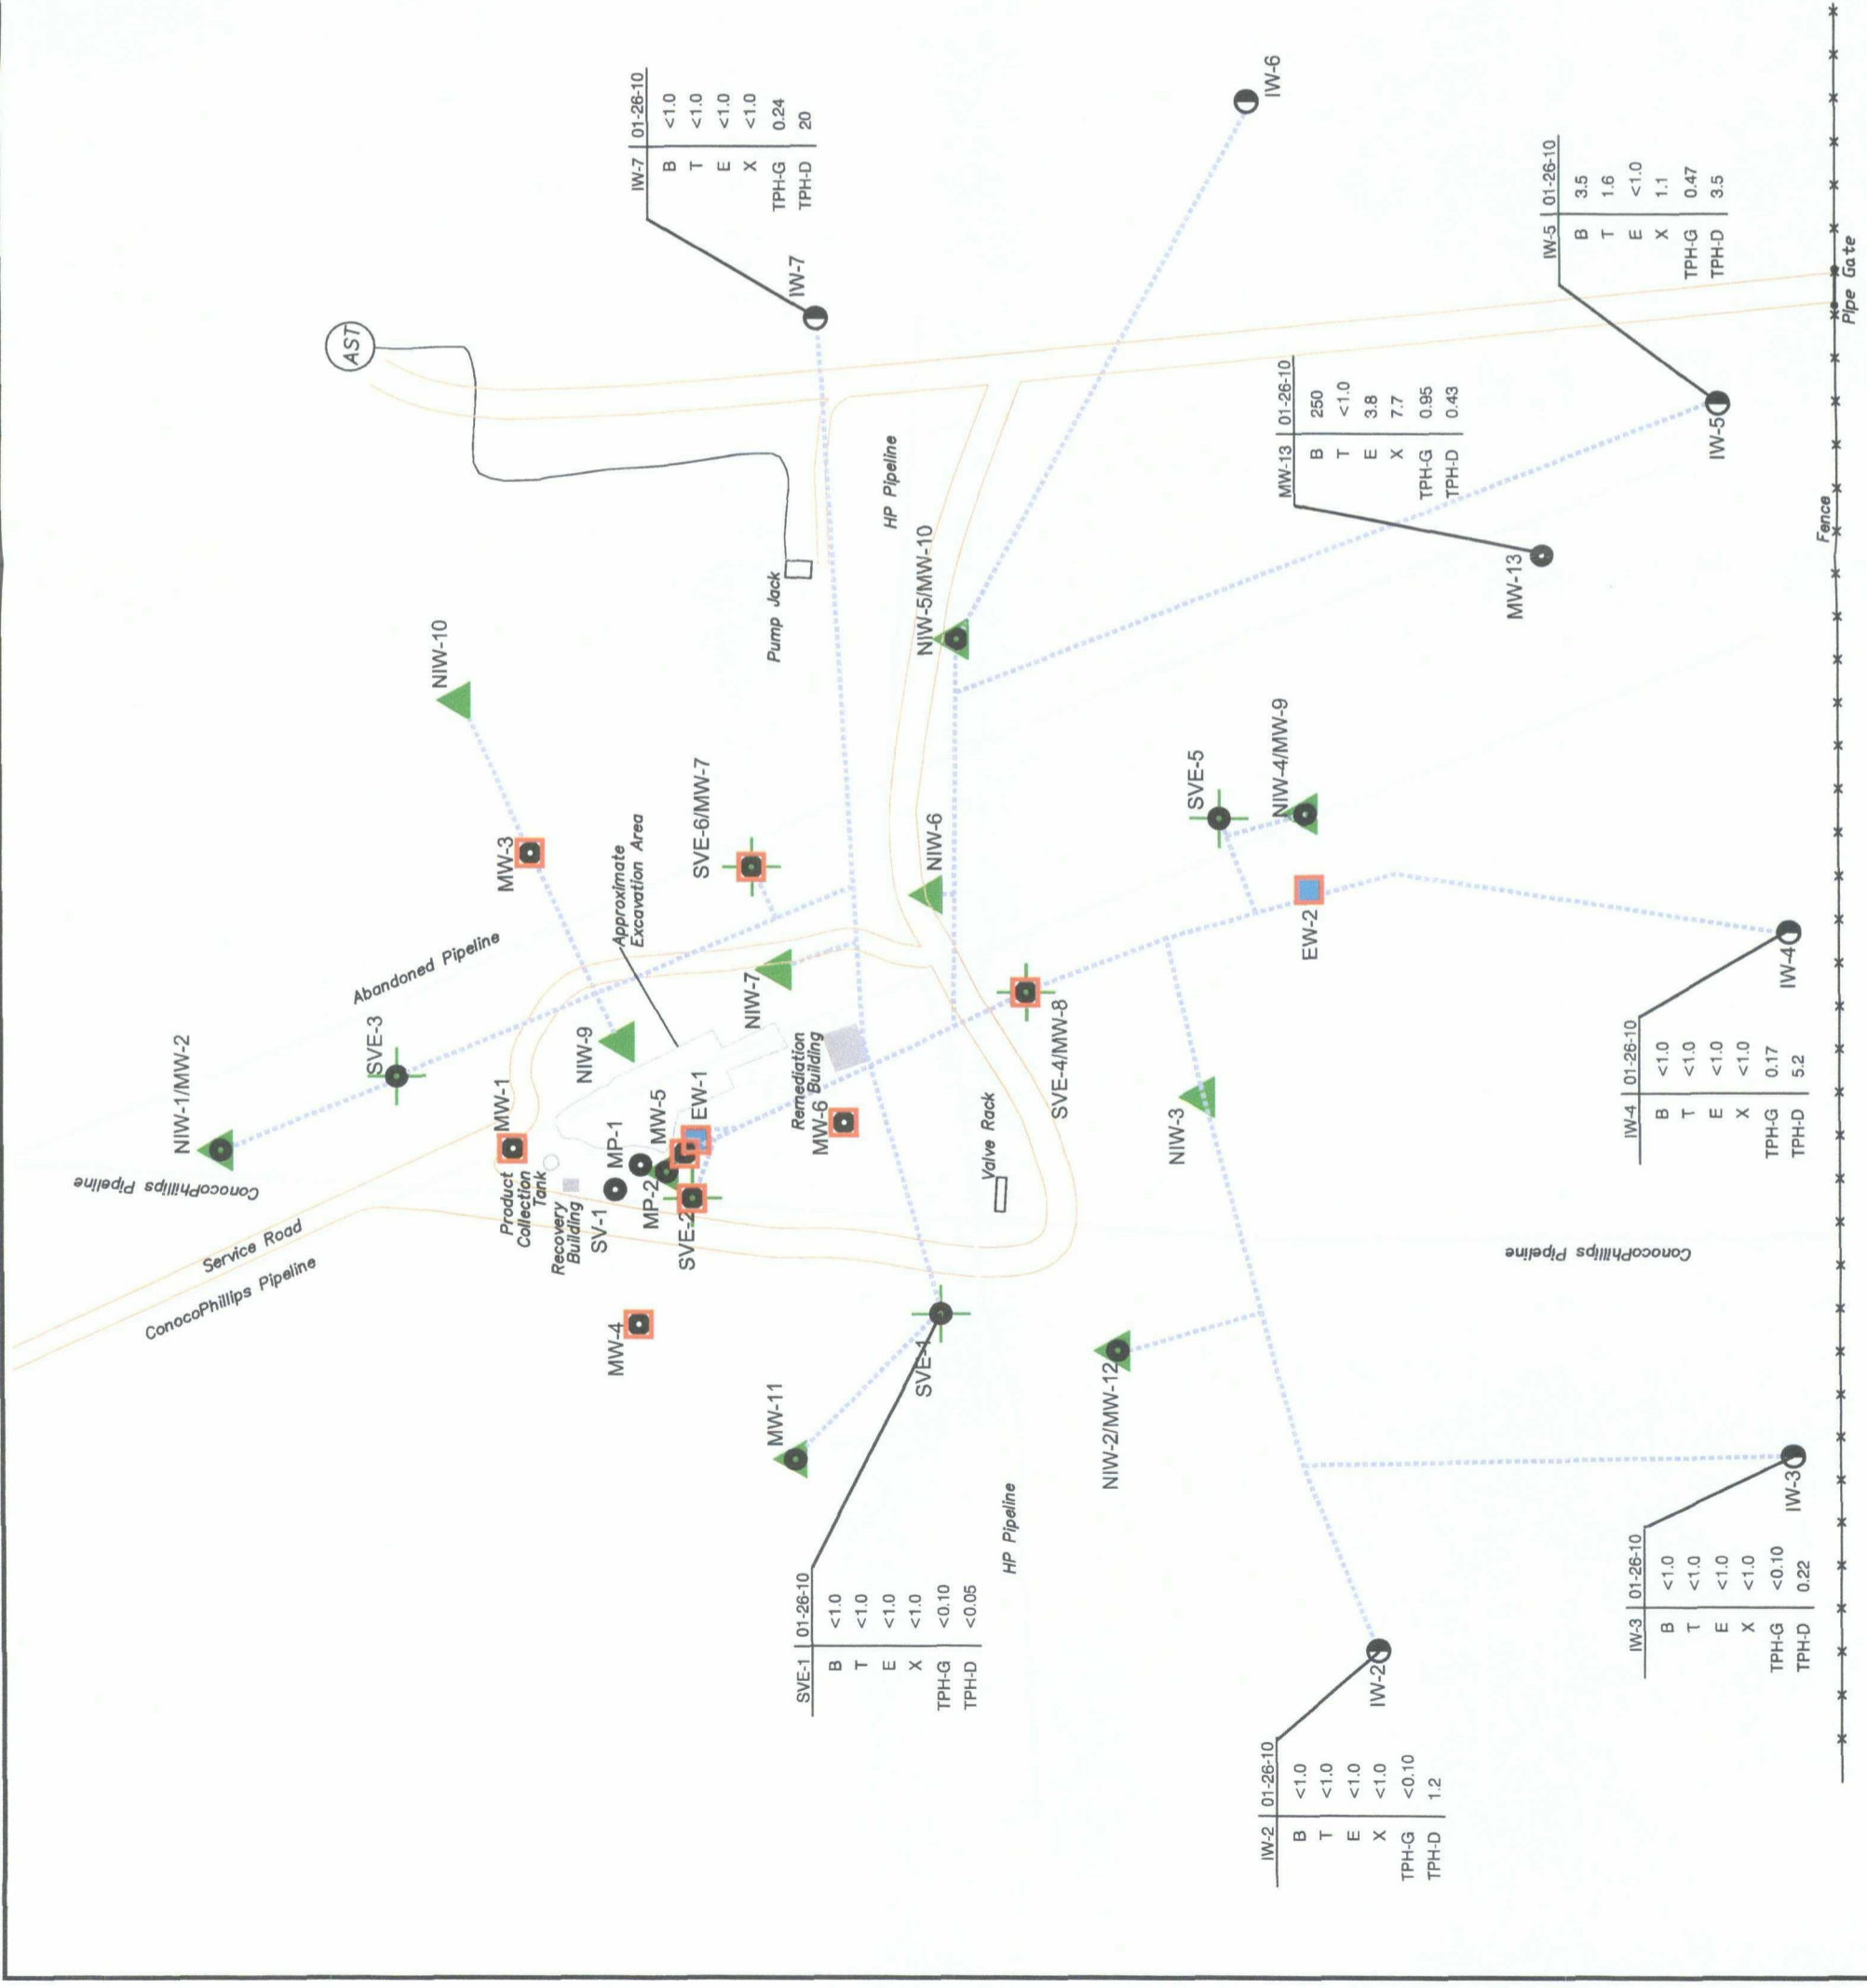 NIW-1/MW-2
ConocoPhillips Pipeline
Service Road
ConocoPhillips Pipeline
SVE-3
Abandoned Pipeline
AST
NIW-10
MW-3
MW-1
Product
Collection
Tank
Recovery
Building
NIW-9
Approximate
Excavation Area
SV-1
MP-1
MP-2
MW-5
EW-1
SVE-2
MW-4
SVE-6/MW-7
NIW-7
Pump Jack
IW-7
IW-7 01-26-10
B <1.0
T <1.0
E <1.0
X <1.0
TPH-G 0.24
TPH-D 20
Remediation
Building
MW-6
MW-11
HP Pipeline
NIW-5/MW-10
NIW-6
SVE-1
SVE-1 01-26-10
B <1.0
T <1.0
E <1.0
X <1.0
TPH-G <0.10
TPH-D <0.05
Valve Rack
HP Pipeline
SVE-4/MW-8
NIW-2/MW-12
NIW-3
SVE-5
NIW-4/MW-9
EW-2
IW-6
MW-13 01-26-10
B 250
T <1.0
E 3.8
X 7.7
TPH-G 0.95
TPH-D 0.43
MW-13
IW-2
IW-2 01-26-10
B <1.0
T <1.0
E <1.0
X <1.0
TPH-G <0.10
TPH-D 1.2
ConocoPhillips Pipeline
IW-5 01-26-10
B 3.5
T 1.6
E <1.0
X 1.1
TPH-G 0.47
TPH-D 3.5
IW-5
IW-4 01-26-10
B <1.0
T <1.0
E <1.0
X <1.0
TPH-G 0.17
TPH-D 5.2
IW-4
IW-3 01-26-10
B <1.0
T <1.0
E <1.0
X <1.0
TPH-G <0.10
TPH-D 0.22
IW-3
Fence
Pipe Gate